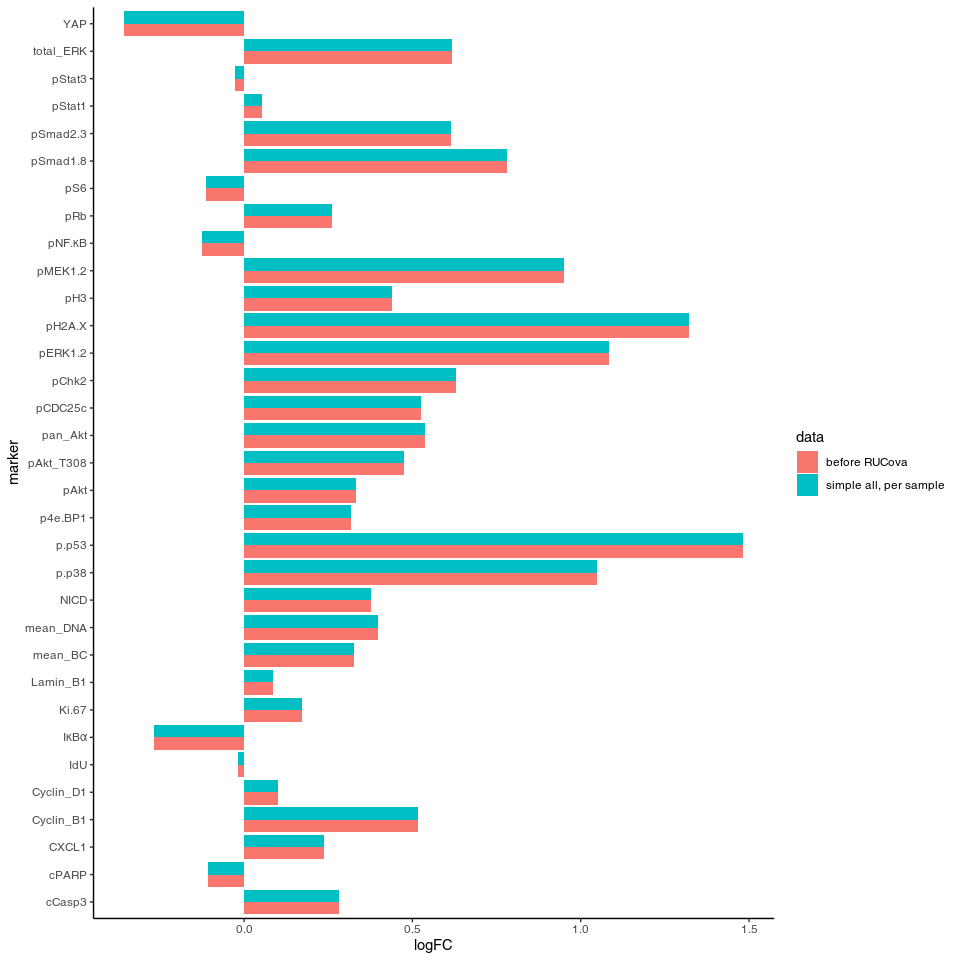 YAP
total_ERK
pStat3
pStat1
pSmad2.3
pSmad1.8
pS6
pRb
pNF.κB
pMEK1.2
pH3
pH2A.X
pERK1.2
pChk2
pCDC25c
pan_Akt
pAkt_T308
pAkt
p4e.BP1
p.p53
p.p38
NICD
mean_DNA
mean_BC
Lamin_B1
Ki.67
IκBα
IdU
Cyclin_D1
Cyclin_B1
CXCL1
cPARP
cCasp3
marker
0.0 0.5 1.0 1.5
logFC
data
before RUCova
simple all, per sample